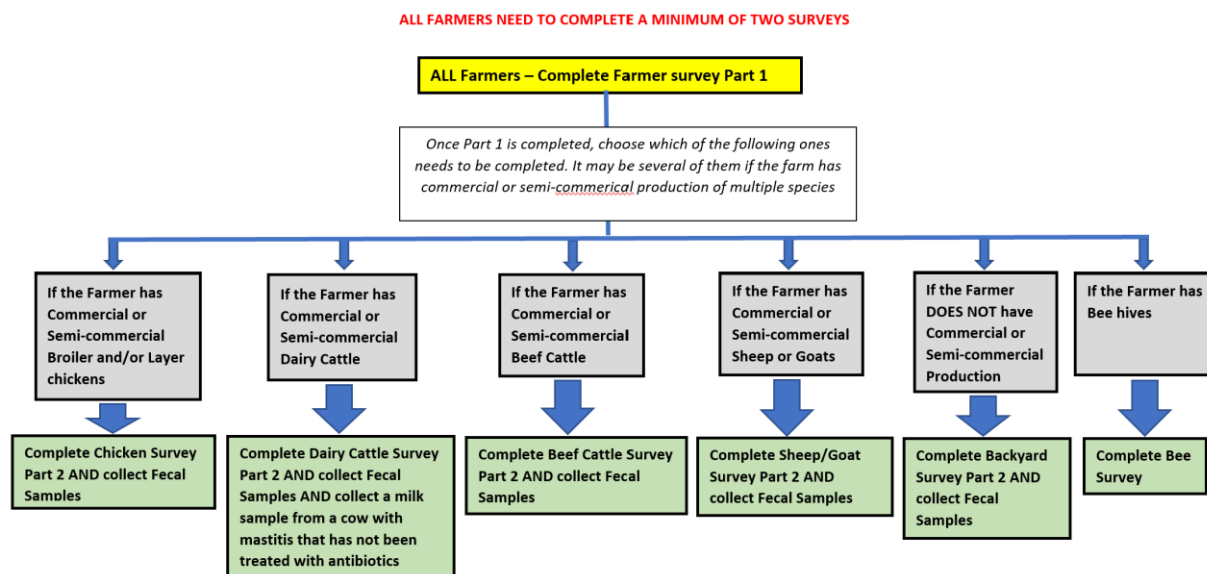 ALL FARMERS NEED TO COMPLETE A MINIMUM OF TWO SURVEYS
ALL Farmers – Complete Farmer survey Part 1
Once Part 1 is completed, choose which of the following ones
needs to be completed. It may be several of them if the farm has
commercial or semi-commerical production of multiple species
If the Farmer has
Commercial or
Semi-commercial
Broiler and/or Layer
chickens
If the Farmer has
Commercial or
Semi-commercial
Dairy Cattle
If the Farmer has
Commercial or
Semi-commercial
Beef Cattle
If the Farmer has
Commercial or
Semi-commercial
Sheep or Goats
If the Farmer
DOES NOT have
Commercial or
Semi-commercial
Production
If the Farmer has
Bee hives
Complete Chicken Survey
Part 2 AND collect Fecal
Samples
Complete Dairy Cattle Survey
Part 2 AND collect Fecal
Samples AND collect a milk
sample from a cow with
mastitis that has not been
treated with antibiotics
Complete Beef Cattle Survey
Part 2 AND collect Fecal
Samples
Complete Sheep/Goat
Survey Part 2 AND
collect Fecal Samples
Complete Backyard
Survey Part 2 AND
collect Fecal
Samples
Complete Bee
Survey